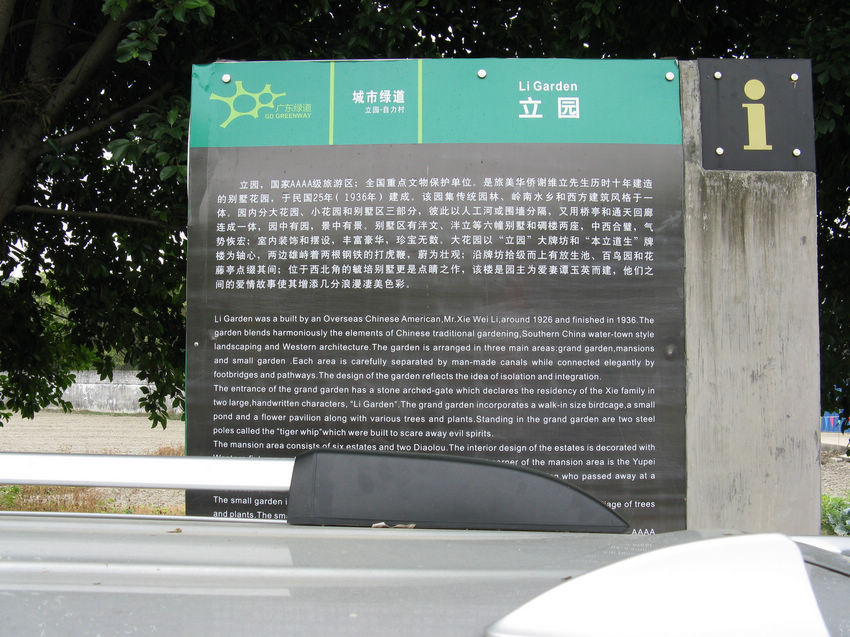 广东绿道
GD GREENWAY
城市绿道
立园-自力村
Li Garden
立园
i
立园，国家AAAA级旅游区；全国重点文物保护单位。是旅美华侨谢维立先生历时十年建造
的别墅花园，于民国25年（1936年）建成。该园集传统园林、岭南水乡和西方建筑风格于一
体。园内分大花园、小花园和别墅区三部分，彼此以人工河或围墙分隔，又用桥亭和通天回廊
连成一体，园中有园，景中有景。别墅区有泮文、泮立等六幢别墅和碉楼两座，中西合璧，气
势恢宏；室内装饰和摆设，丰富豪华，珍宝无数。大花园以“立园”大牌坊和“本立道生”牌
楼为轴心，两边雄峙着两根钢铁的打虎鞭，蔚为壮观；沿牌坊拾级而上有放生池、百鸟园和花
藤亭点缀其间；位于西北角的毓培别墅更是点睛之作，该楼是园主为爱妻谭玉英而建，他们之
间的爱情故事使其增添几分浪漫凄美色彩。
Li Garden was a built by an Overseas Chinese American,Mr.Xie Wei Li,around 1926 and finished in 1936.The
garden blends harmoniously the elements of Chinese traditional gardening,Southern China water-town style
landscaping and Western architecture.The garden is arranged in three main areas:grand garden,mansions
and small garden .Each area is carefully separated by man-made canals while connected elegantly by
footbridges and pathways.The design of the garden reflects the idea of isolation and integration.
The entrance of the grand garden has a stone arched-gate which declares the residency of the Xie family in
two large,handwritten characters, "Li Garden".The grand garden incorporates a walk-in size birdcage,a small
pond and a flower pavilion along with various trees and plants.Standing in the grand garden are two steel
poles called the "tiger whip"which were built to scare away evil spirits.
The mansion area consists of six estates and two Diaolou.The interior design of the estates is decorated with
corner of the mansion area is the Yupei
who passed away at a
The small garden
of trees
and plants.The
AAAA